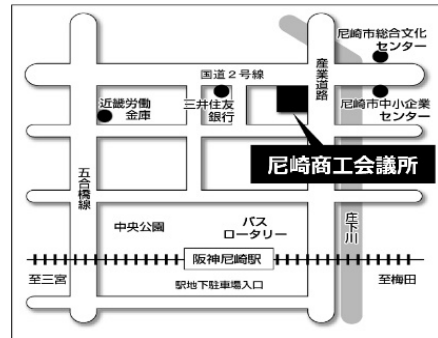 尼崎市総合文化
センター
国道２号線
産業道路
近畿労働
金庫
三井住友
銀行
尼崎市中小企業
センター
尼崎商工会議所
五合橋線
中央公園
バス
ロータリー
庄下川
阪神尼崎駅
至三宮
駅地下駐車場入口
至梅田